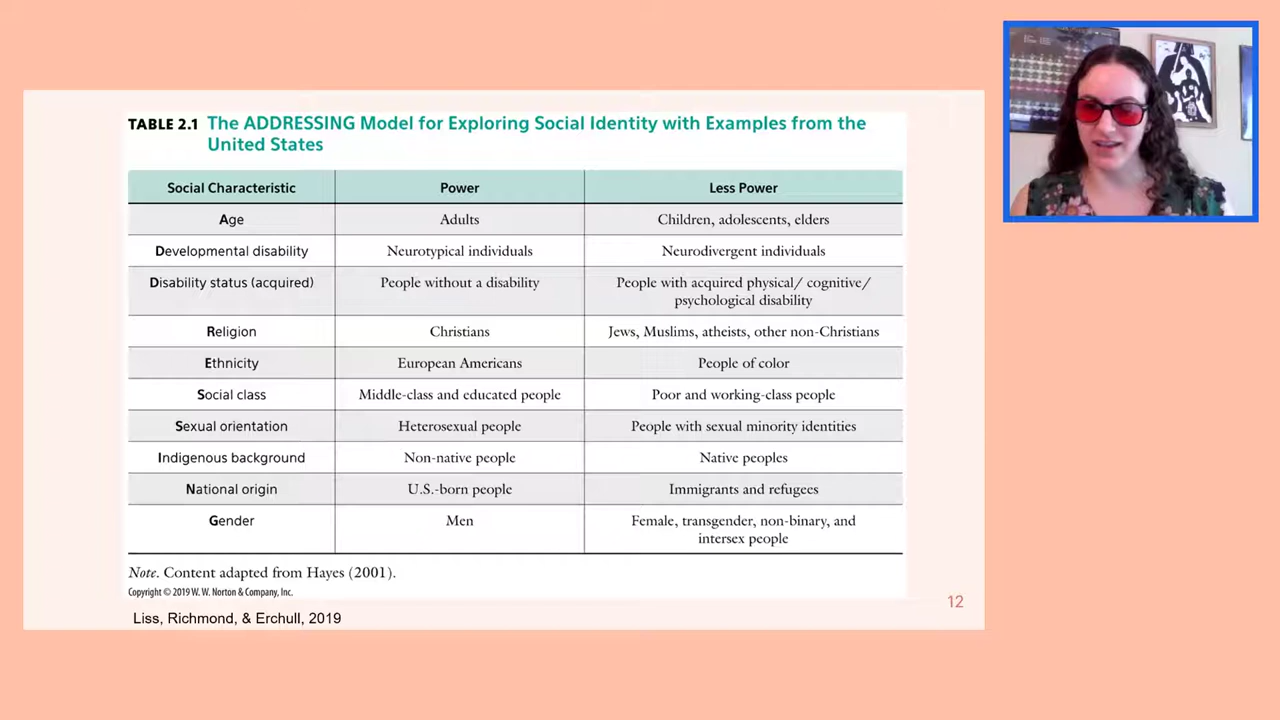 TABLE 2.1 The ADDRESSING Model for Exploring Social Identity with Examples from the
United States
Social Characteristic Power Less Power
Age Adults Children, adolescents, elders
Developmental disability Neurotypical individuals Neurodivergent individuals
Disability status (acquired) People without a disability People with acquired physical/ cognitive/
psychological disability
Religion Christians Jews, Muslims, atheists, other non-Christians
Ethnicity European Americans People of color
Social class Middle-class and educated people Poor and working-class people
Sexual orientation Heterosexual people People with sexual minority identities
Indigenous background Non-native people Native peoples
National origin U.S.-born people Immigrants and refugees
Gender Men Female, transgender, non-binary, and
intersex people
Note. Content adapted from Hayes (2001).
Copyright © 2019 W. W. Norton & Company, Inc.
12
Liss, Richmond, & Erchull, 2019